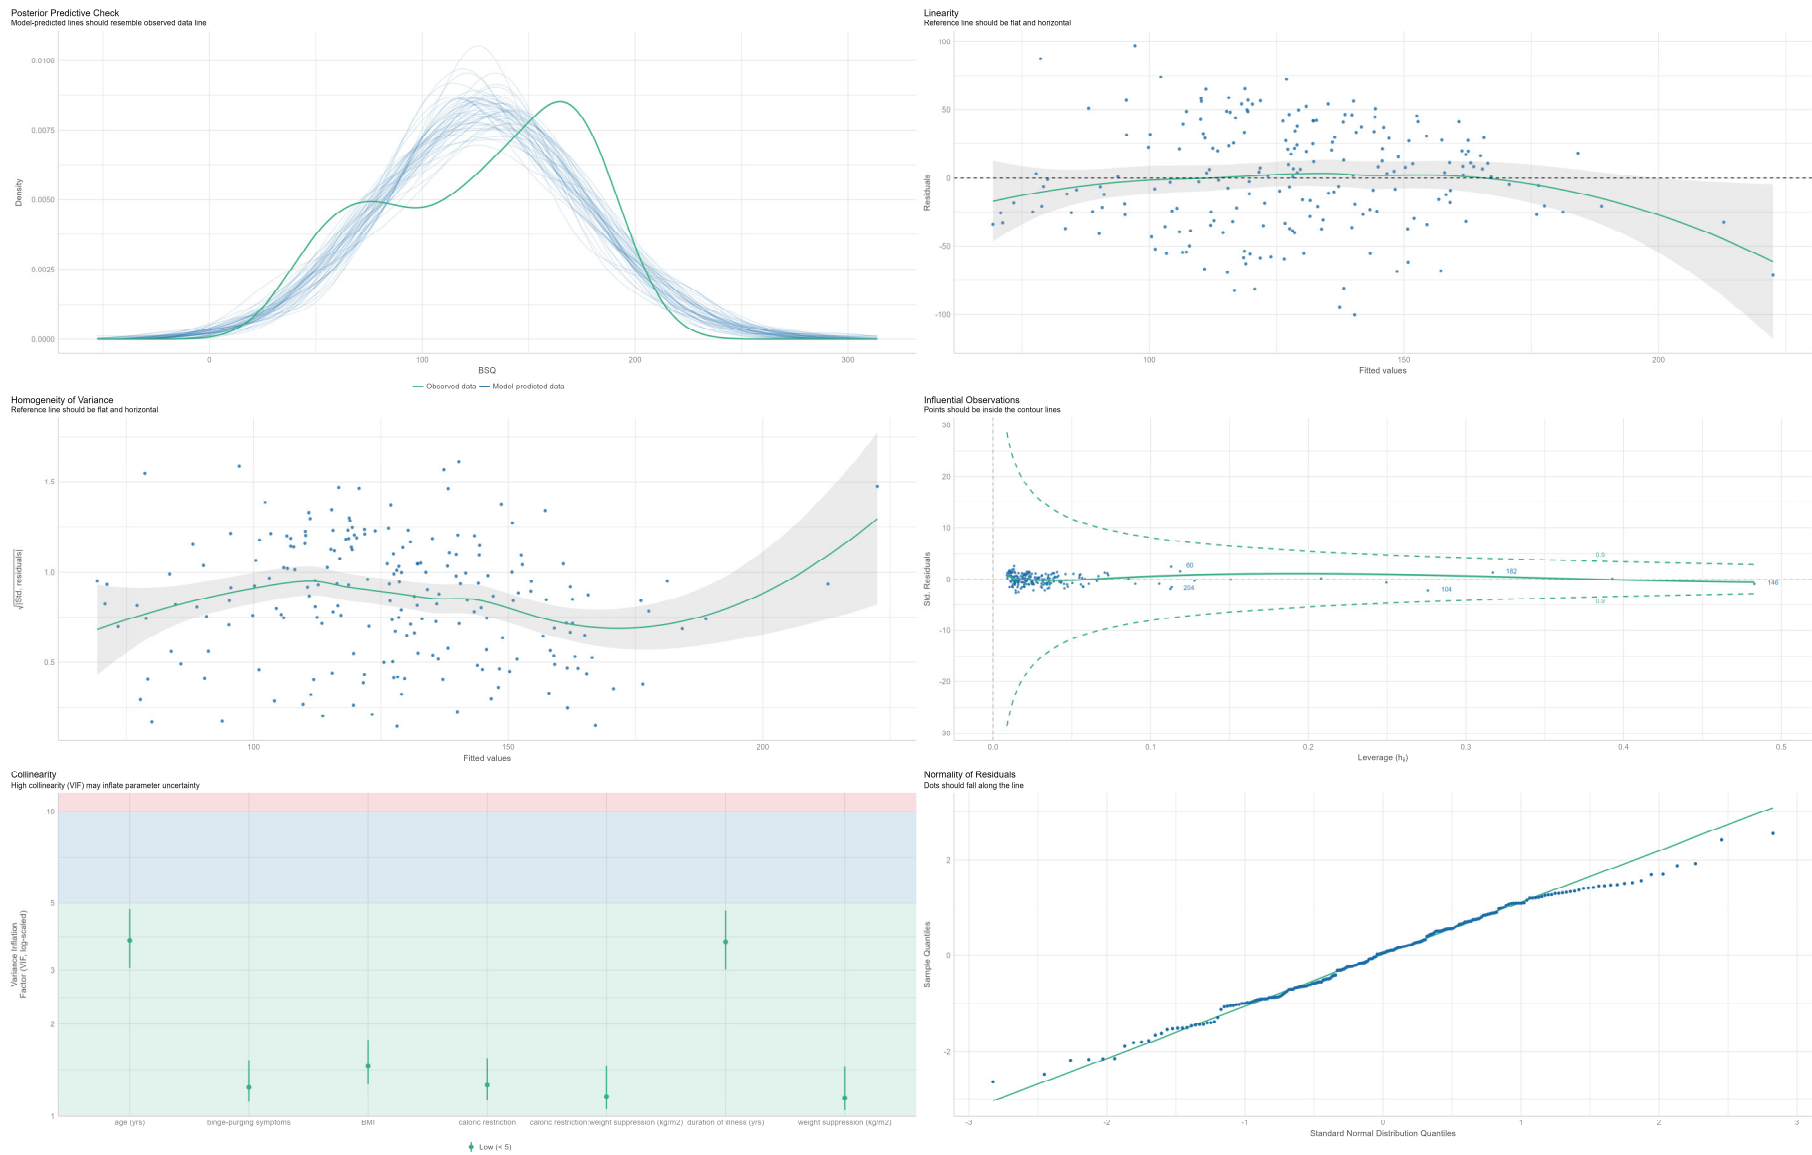 Posterior Predictive Check
Model-predicted lines should resemble observed data line
0.0100
0.0075
0.0050
0.0025
0.0000
Density
0
100
200
300
BSQ
Observed data
Model predicted data
Linearity
Reference line should be flat and horizontal
100
50
0
-50
-100
Residuals
100
150
200
Fitted values
Homogeneity of Variance
Reference line should be flat and horizontal
1.5
1.0
0.5
√|Std. residuals|
100
150
200
Fitted values
Influential Observations
Points should be inside the contour lines
30
20
10
0
-10
-20
30
Std. Residuals
0.9
0.9
60
204
182
104
146
0.0
0.1
0.2
0.3
0.4
0.5
Leverage (hii)
Collinearity
High collinearity (VIF) may inflate parameter uncertainty
10
5
3
2
1
Variance Inflation
Factor (VIF, log-scaled)
age (yrs)
binge-purging symptoms
BMI
caloric restriction
caloric restriction:weight suppression (kg/m2)
duration of illness (yrs)
weight suppression (kg/m2)
Low (< 5)
Normality of Residuals
Dots should fall along the line
2
0
-2
Sample Quantiles
-3
-2
-1
0
1
2
3
Standard Normal Distribution Quantiles